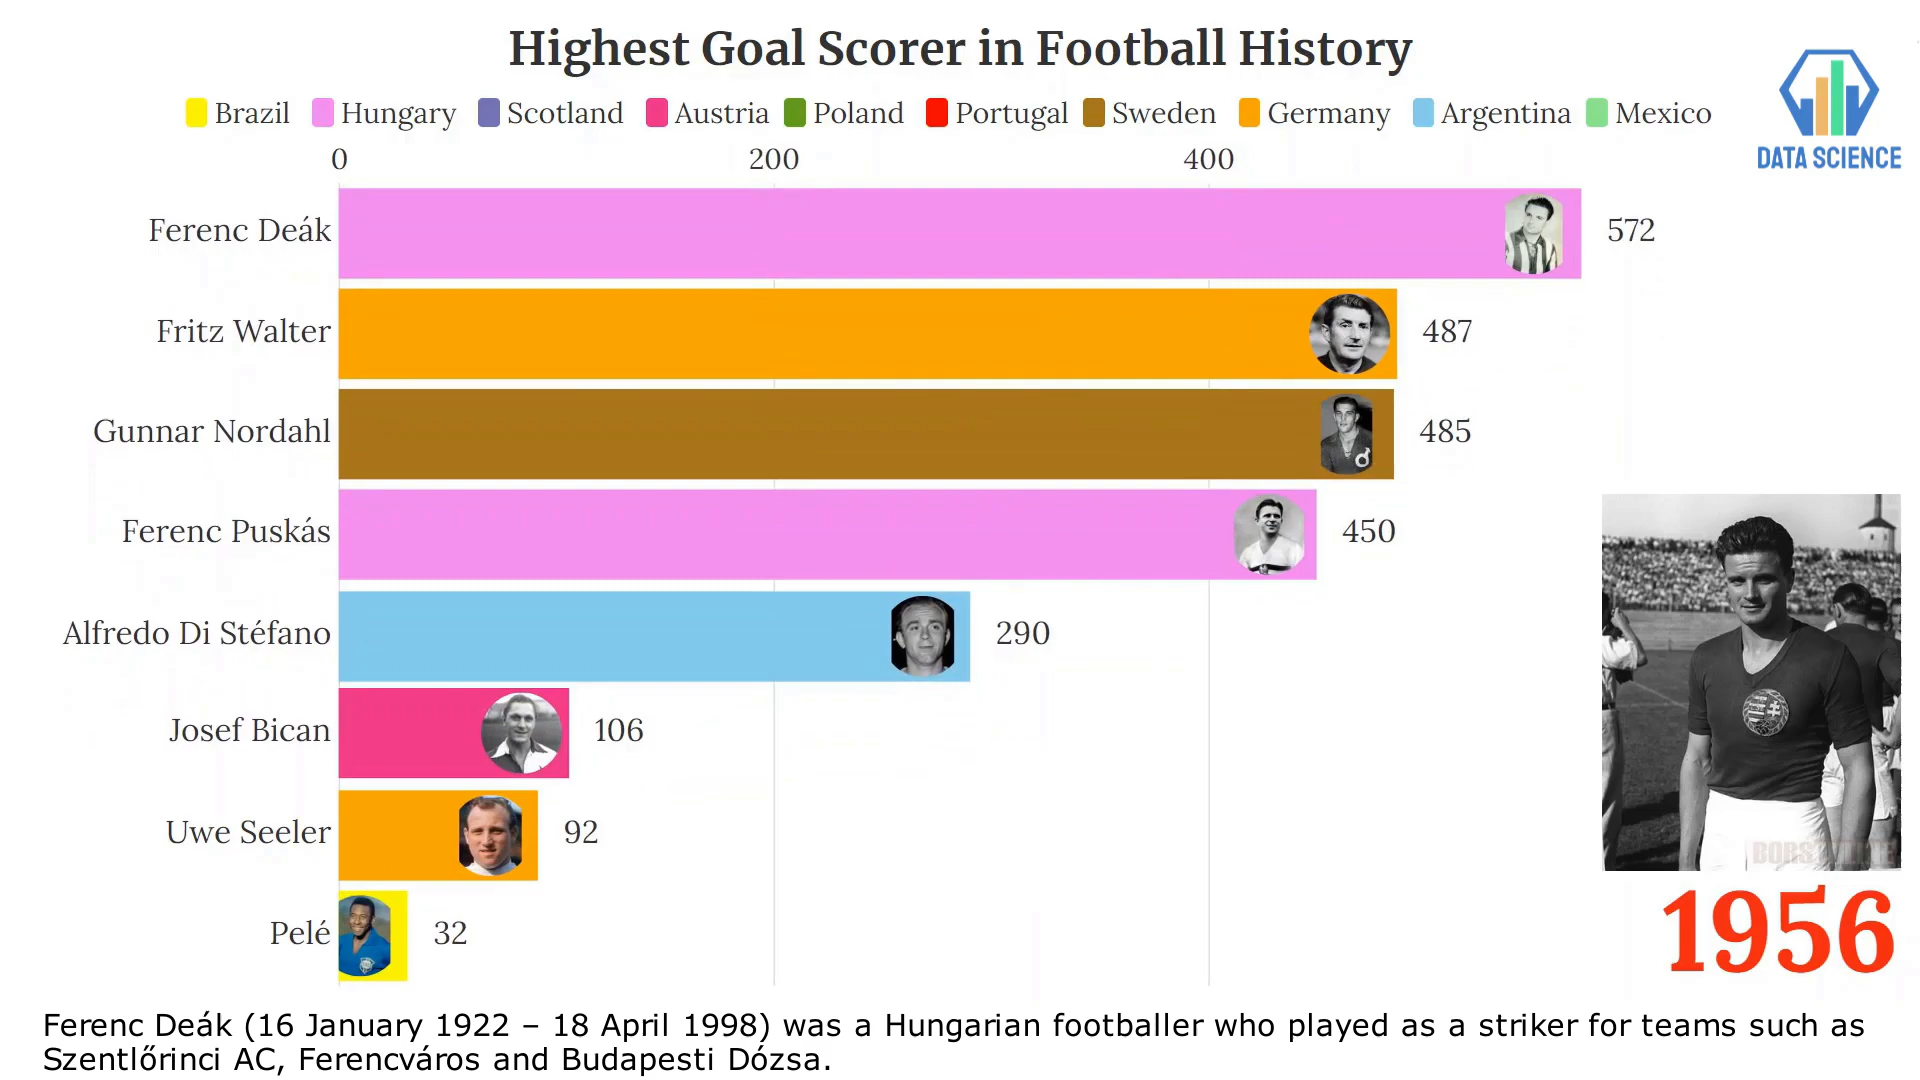 Highest Goal Scorer in Football History
Brazil Hungary Scotland Austria Poland Portugal Sweden Germany Argentina Mexico
DATA SCIENCE
0 200 400
Ferenc Deák 572
Fritz Walter 487
Gunnar Nordahl 485
Ferenc Puskás 450
Alfredo Di Stéfano 290
Josef Bican 106
Uwe Seeler 92
Pelé 32
1956
Ferenc Deák (16 January 1922 – 18 April 1998) was a Hungarian footballer who played as a striker for teams such as
Szentlőrinci AC, Ferencváros and Budapesti Dózsa.